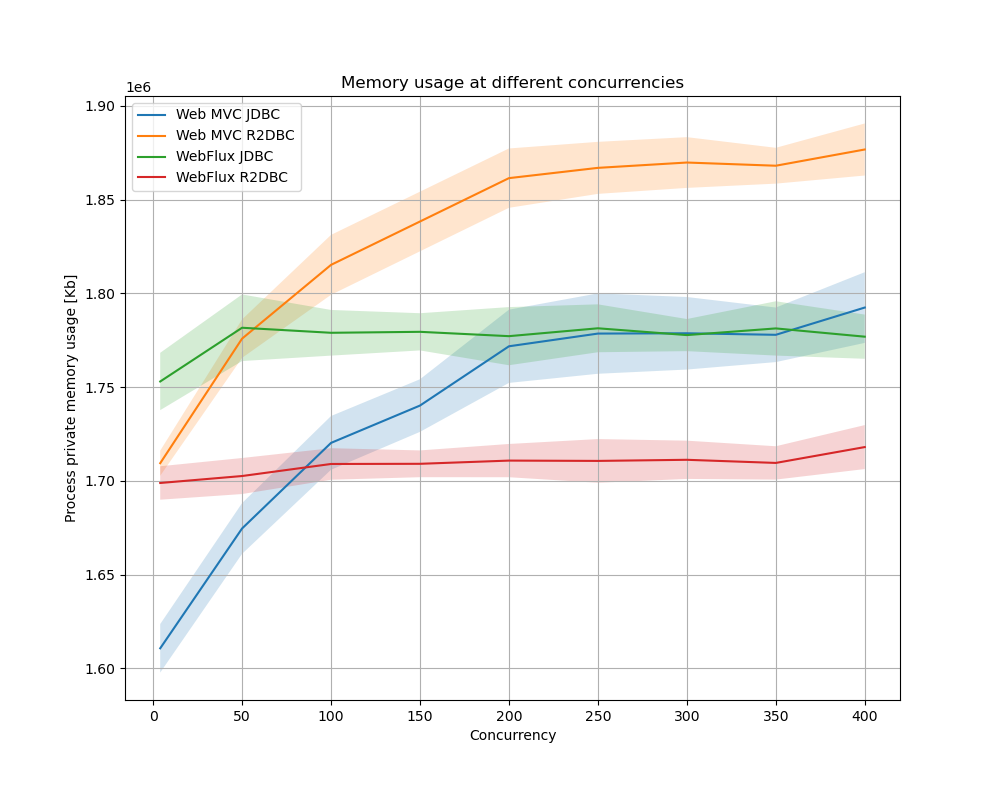 Memory usage at different concurrencies
1e6
Web MVC JDBC
Web MVC R2DBC
WebFlux JDBC
WebFlux R2DBC
1.90
1.85
1.80
1.75
1.70
1.65
1.60
Process private memory usage [Kb]
0 50 100 150 200 250 300 350 400
Concurrency